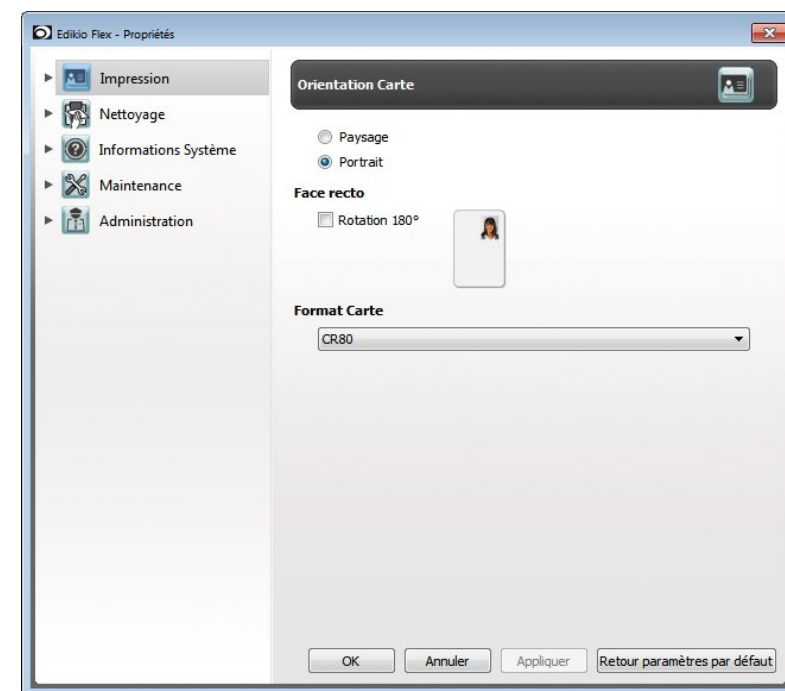 Edikio Flex - Propriétés
Impression
Nettoyage
Informations Système
Maintenance
Administration
Orientation Carte
Paysage
Portrait
Face recto
Rotation 180°
Format Carte
CR80
OK
Annuler
Appliquer
Retour paramètres par défaut